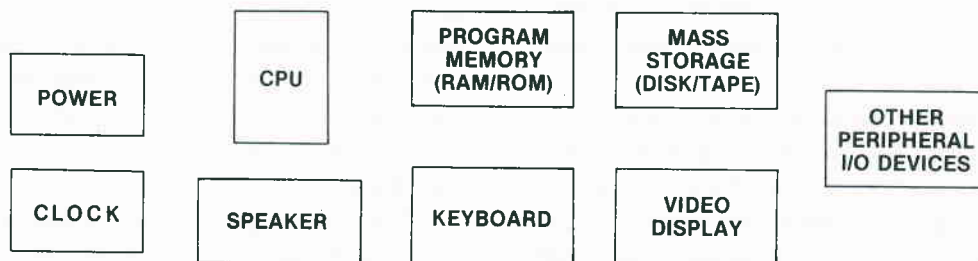 POWER
CPU
PROGRAM
MEMORY
(RAM/ROM)
MASS
STORAGE
(DISK/TAPE)
OTHER
PERIPHERAL
I/O DEVICES
CLOCK
SPEAKER
KEYBOARD
VIDEO
DISPLAY